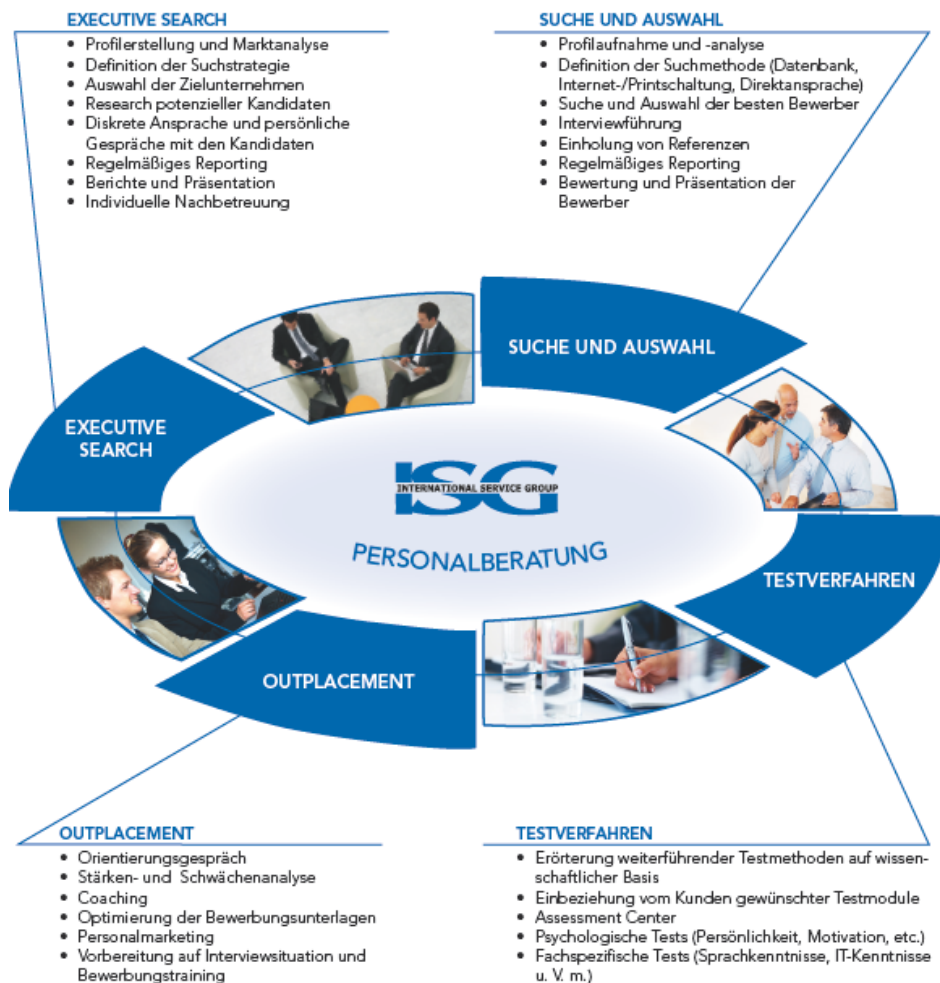 EXECUTIVE SEARCH
• Profilerstellung und Marktanalyse
• Definition der Suchstrategie
• Auswahl der Zielunternehmen
• Research potenzieller Kandidaten
• Diskrete Ansprache und persönliche
Gespräche mit den Kandidaten
• Regelmäßiges Reporting
• Berichte und Präsentation
• Individuelle Nachbetreuung
SUCHE UND AUSWAHL
• Profilaufnahme und -analyse
• Definition der Suchmethode (Datenbank,
Internet-/Printschaltung, Direktansprache)
• Suche und Auswahl der besten Bewerber
• Interviewführung
• Einholung von Referenzen
• Regelmäßiges Reporting
• Bewertung und Präsentation der
Bewerber
SUCHE UND AUSWAHL
EXECUTIVE
SEARCH
ISG
INTERNATIONAL SERVICE GROUP
PERSONALBERATUNG
TESTVERFAHREN
OUTPLACEMENT
OUTPLACEMENT
• Orientierungsgespräch
• Stärken- und Schwächenanalyse
• Coaching
• Optimierung der Bewerbungsunterlagen
• Personalmarketing
• Vorbereitung auf Interviewsituation und
Bewerbungstraining
TESTVERFAHREN
• Erörterung weiterführender Testmethoden auf wissen-
schaftlicher Basis
• Einbeziehung vom Kunden gewünschter Testmodule
• Assessment Center
• Psychologische Tests (Persönlichkeit, Motivation, etc.)
• Fachspezifische Tests (Sprachkenntnisse, IT-Kenntnisse
u. V. m.)